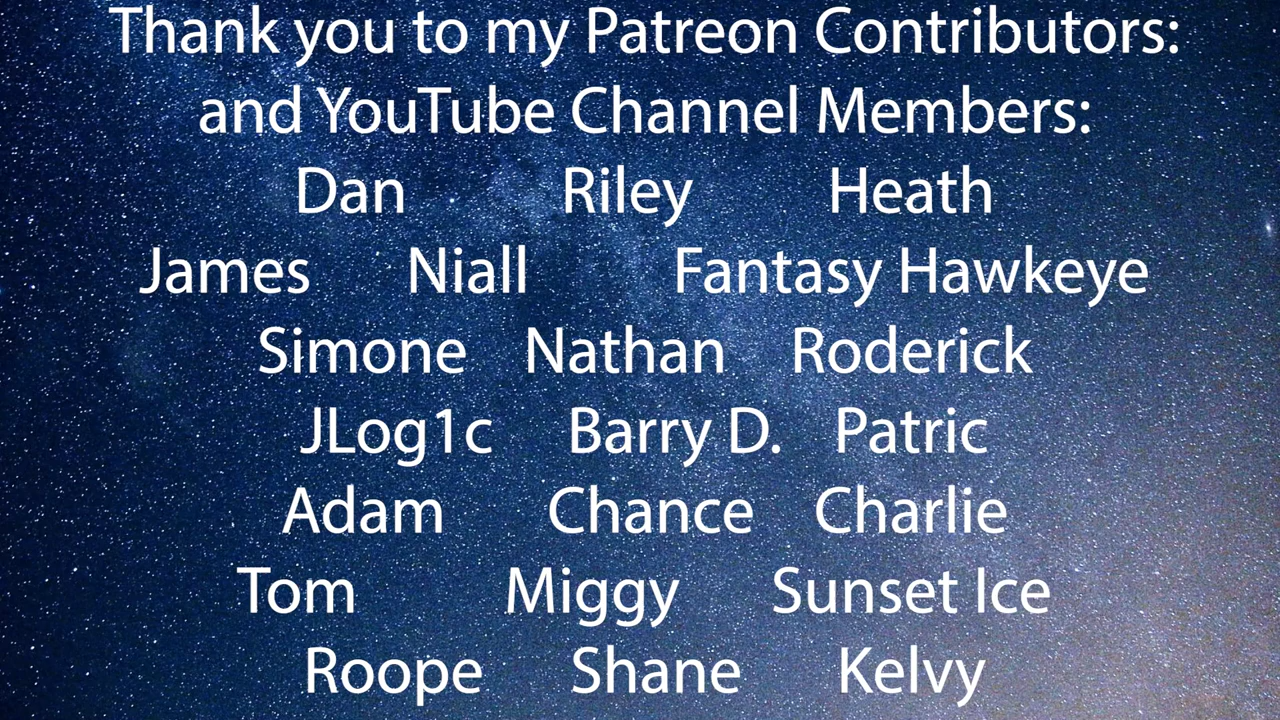 Thank you to my Patreon Contributors:
and YouTube Channel Members:
Dan Riley Heath
James Niall Fantasy Hawkeye
Simone Nathan Roderick
JLog1c Barry D. Patric
Adam Chance Charlie
Tom Miggy Sunset Ice
Roope Shane Kelvy